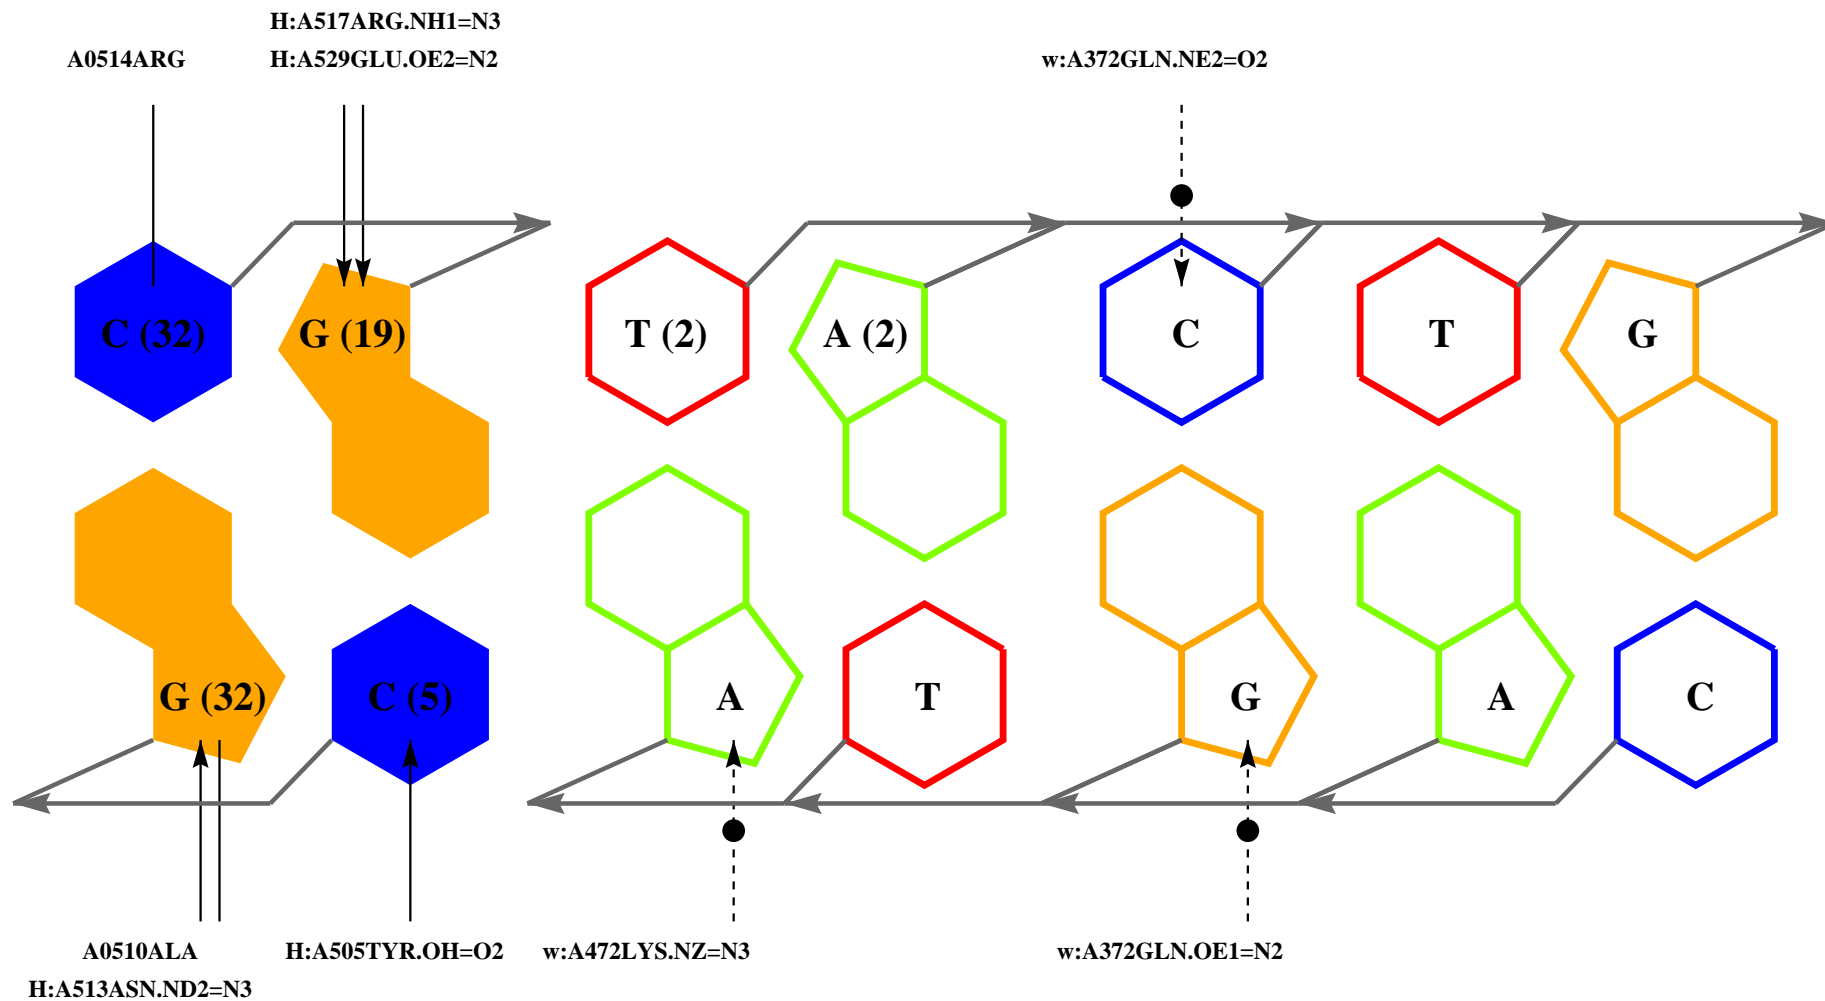 H:A517ARG.NH1=N3
A0514ARG H:A529GLU.OE2=N2 w:A372GLN.NE2=O2
C (32) G (19) T (2) A (2) C T G
G (32) C (5) A T G A C
A0510ALA H:A505TYR.OH=O2 w:A472LYS.NZ=N3 w:A372GLN.OE1=N2
H:A513ASN.ND2=N3